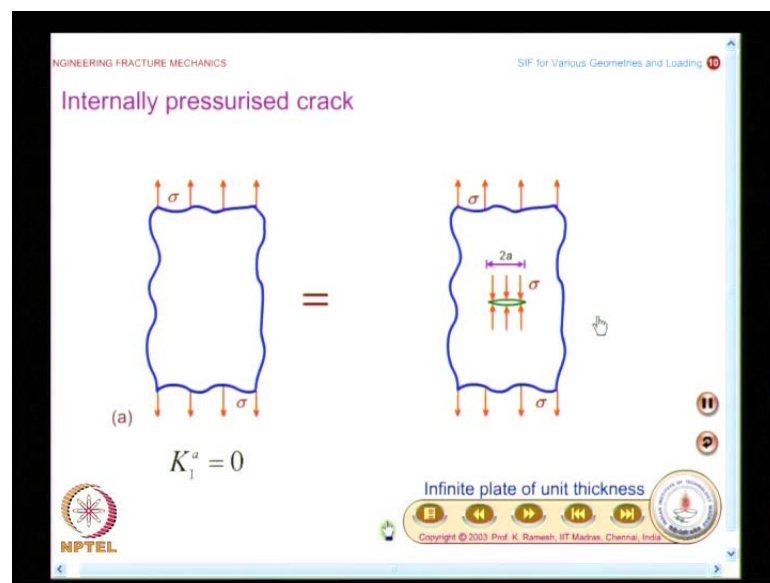 NGINEERING FRACTURE MECHANICS
SIF for Various Geometries and Loading 10
Internally pressurised crack
σ
σ
2a
σ
=
(a)
σ
σ
K₁ᵃ = 0
Infinite plate of unit thickness
NPTEL
Copyright © 2003 Prof. K. Ramesh, IIT Madras, Chennai, India